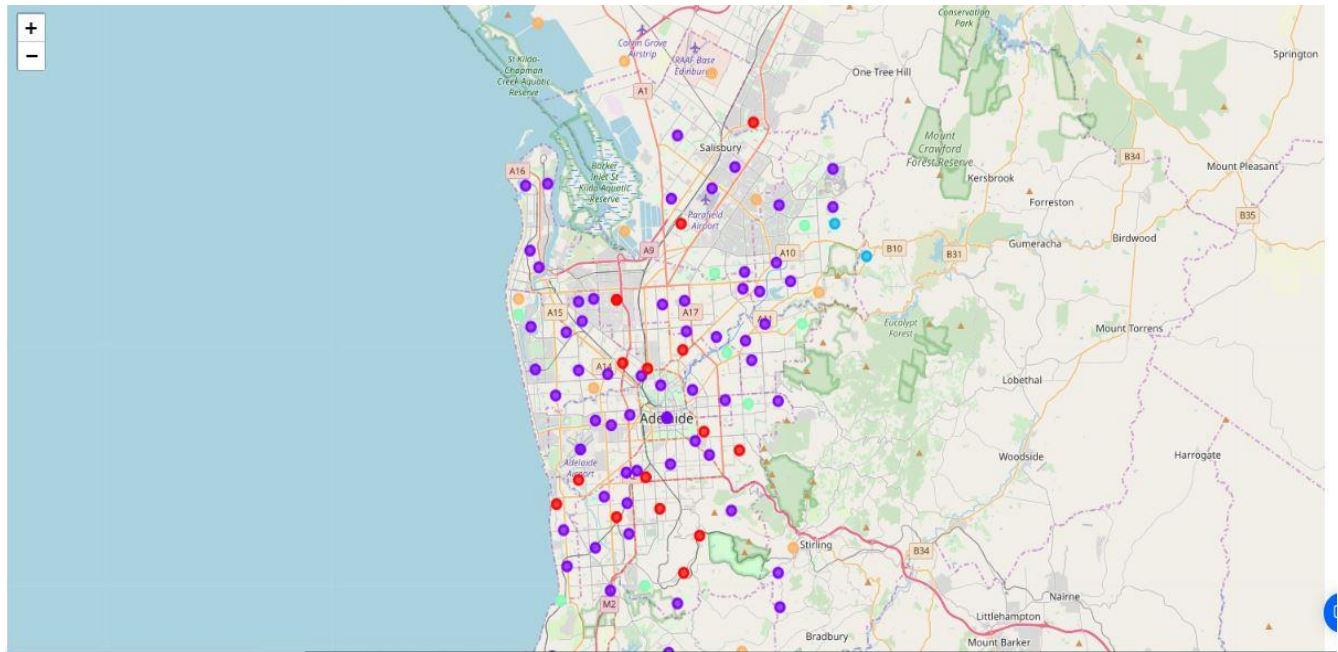 +
−
Conservation
Park
Springton
Calvin Grove
Airstrip
RAAF Base
Edinburgh
St Kilda-
Chapman
Creek Aquatic
Reserve
One Tree Hill
A1
Salisbury
Mount
Crawford
Forest Reserve
B34
Mount Pleasant
A16
Barker
Inlet St
Kilda Aquatic
Reserve
Kersbrook
Forreston
Parafield
Airport
B35
Birdwood
Gumeracha
A9
A10
B10
B31
A15
A17
A11
Eucalypt
Forest
Mount Torrens
A14
Lobethal
Adelaide
Woodside
Harrogate
Adelaide
Airport
Stirling
B34
M2
Nairne
Littlehampton
Bradbury
Mount Barker